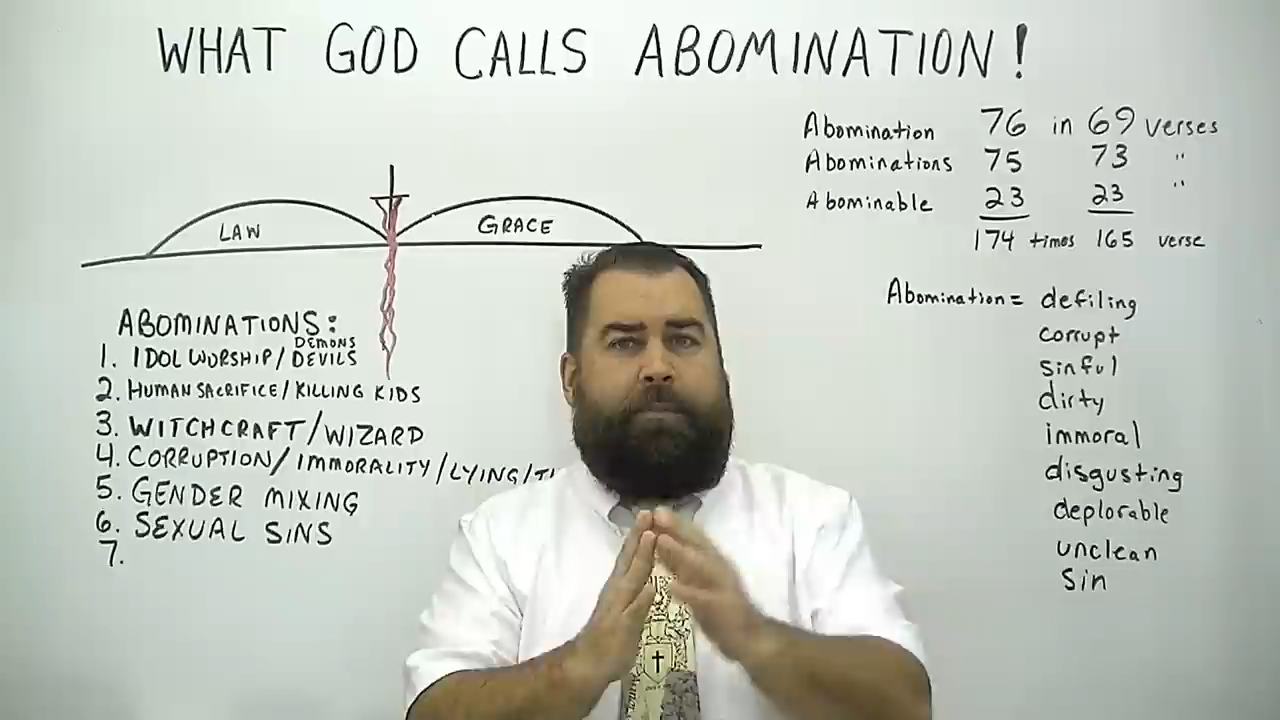 WHAT GOD CALLS ABOMINATION!
Abomination 76 in 69 verses
Abominations 75 73 "
Abominable 23 23 "
174 times 165 verse
LAW
GRACE
ABOMINATIONS:
DEMONS
1. IDOL WORSHIP/DEVILS
2. HUMAN SACRIFICE/KILLING KIDS
3. WITCHCRAFT/WIZARD
4. CORRUPTION/IMMORALITY/LYING/
5. GENDER MIXING
6. SEXUAL SINS
7.
Abomination = defiling
corrupt
sinful
dirty
immoral
disgusting
deplorable
unclean
Sin